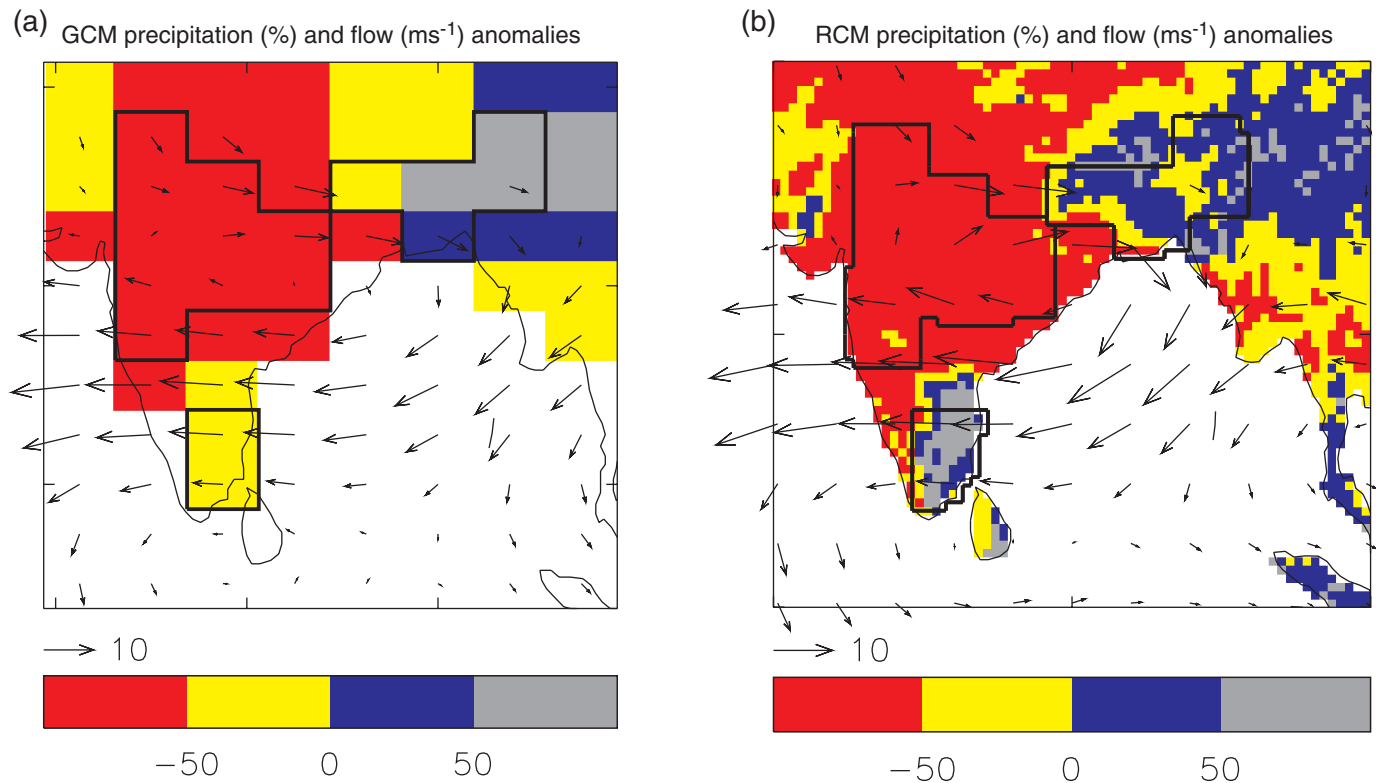 (a)
GCM precipitation (%) and flow (ms⁻¹) anomalies
10
−50 0 50
(b)
RCM precipitation (%) and flow (ms⁻¹) anomalies
10
−50 0 50